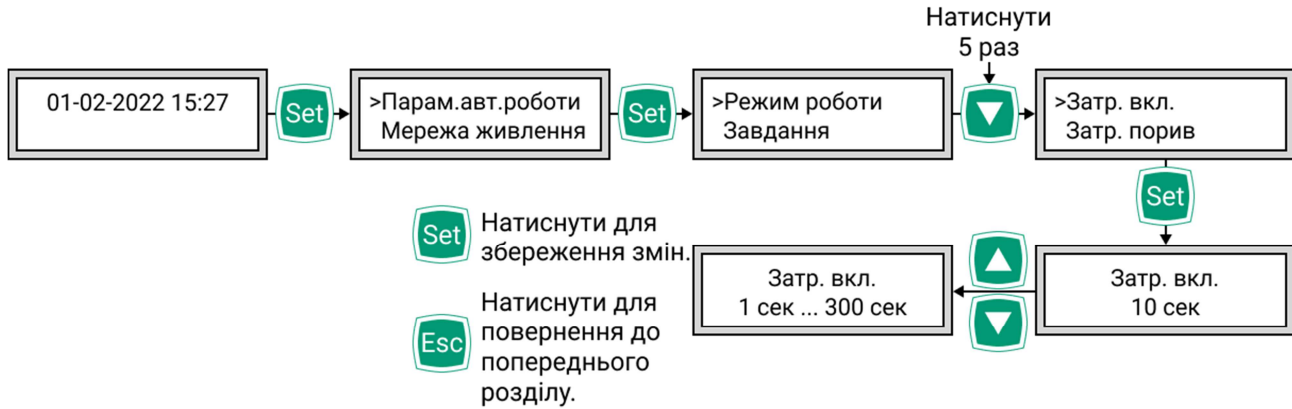 Натиснути
5 раз
01-02-2022 15:27
Set
>Парам.авт.роботи
Мережа живлення
Set
>Режим роботи
Завдання
>Затр. вкл.
Затр. порив
Set
Set
Натиснути для
збереження змін.
Затр. вкл.
1 сек ... 300 сек
Затр. вкл.
10 сек
Esc
Натиснути для
повернення до
попереднього
розділу.